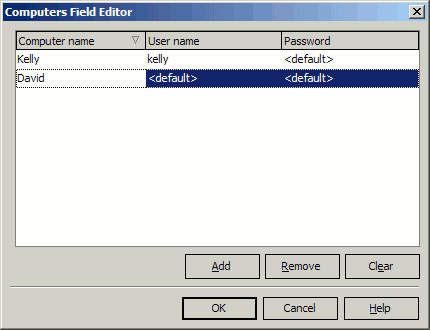 Computers Field Editor
Computer name User name Password
Kelly kelly <default>
David <default> <default>
Add Remove Clear
OK Cancel Help